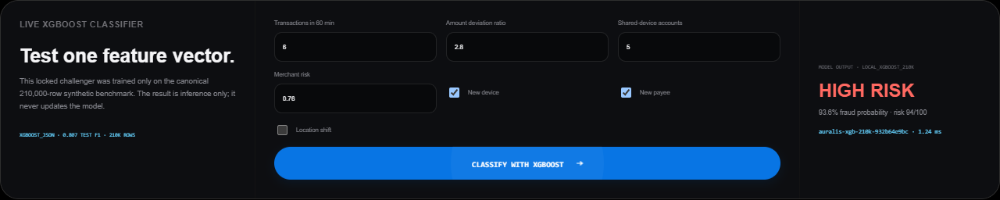 LIVE XGBOOST CLASSIFIER
Test one feature vector.
This locked challenger was trained only on the canonical
210,000-row synthetic benchmark. The result is inference only; it
never updates the model.
XGBOOST_JSON · 0.807 TEST F1 · 210K ROWS
Transactions in 60 min
6
Amount deviation ratio
2.8
Shared-device accounts
5
Merchant risk
0.76
New device
New payee
Location shift
CLASSIFY WITH XGBOOST →
MODEL OUTPUT · LOCAL_XGBOOST_210K
HIGH RISK
93.6% fraud probability · risk 94/100
auralis-xgb-210k-932b64e9bc · 1.24 ms